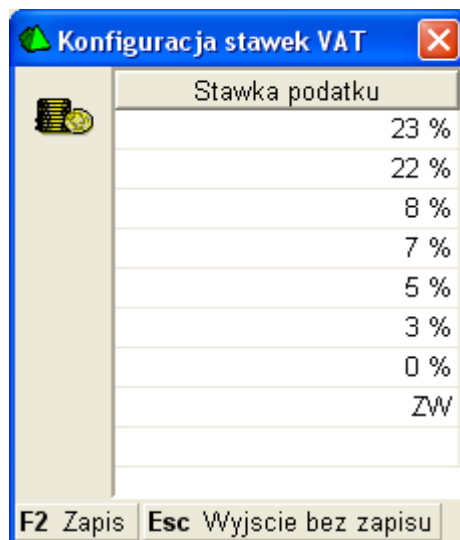 Konfiguracja stawek VAT
Stawka podatku
23 %
22 %
8 %
7 %
5 %
3 %
0 %
ZW
F2 Zapis Esc Wyjscie bez zapisu